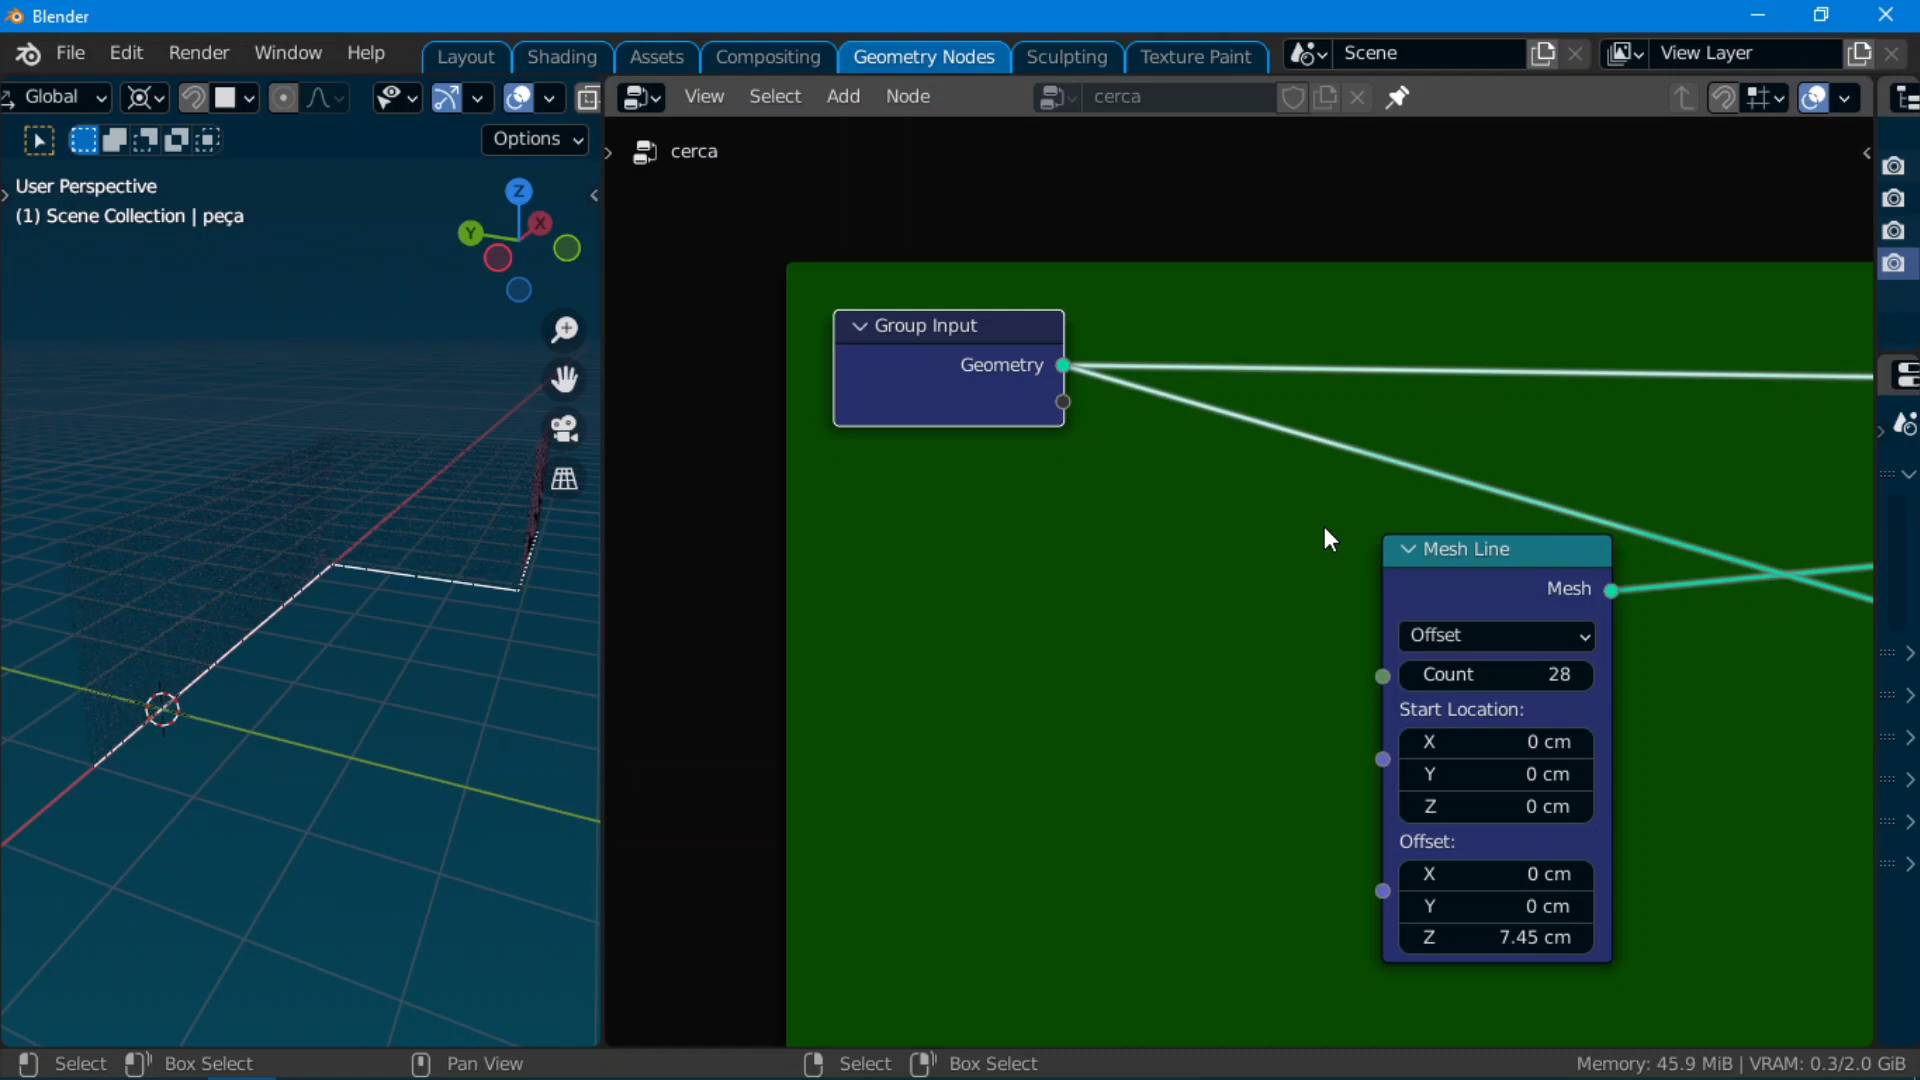 Blender
File Edit Render Window Help Layout Shading Assets Compositing Geometry Nodes Sculpting Texture Paint Scene View Layer
Global View Select Add Node cerca
Options
cerca
User Perspective
(1) Scene Collection | peça
Z
X
Y
Group Input
Geometry
Mesh Line
Mesh
Offset
Count 28
Start Location:
X 0 cm
Y 0 cm
Z 0 cm
Offset:
X 0 cm
Y 0 cm
Z 7.45 cm
Select Box Select Pan View Select Box Select Memory: 45.9 MiB | VRAM: 0.3/2.0 GiB